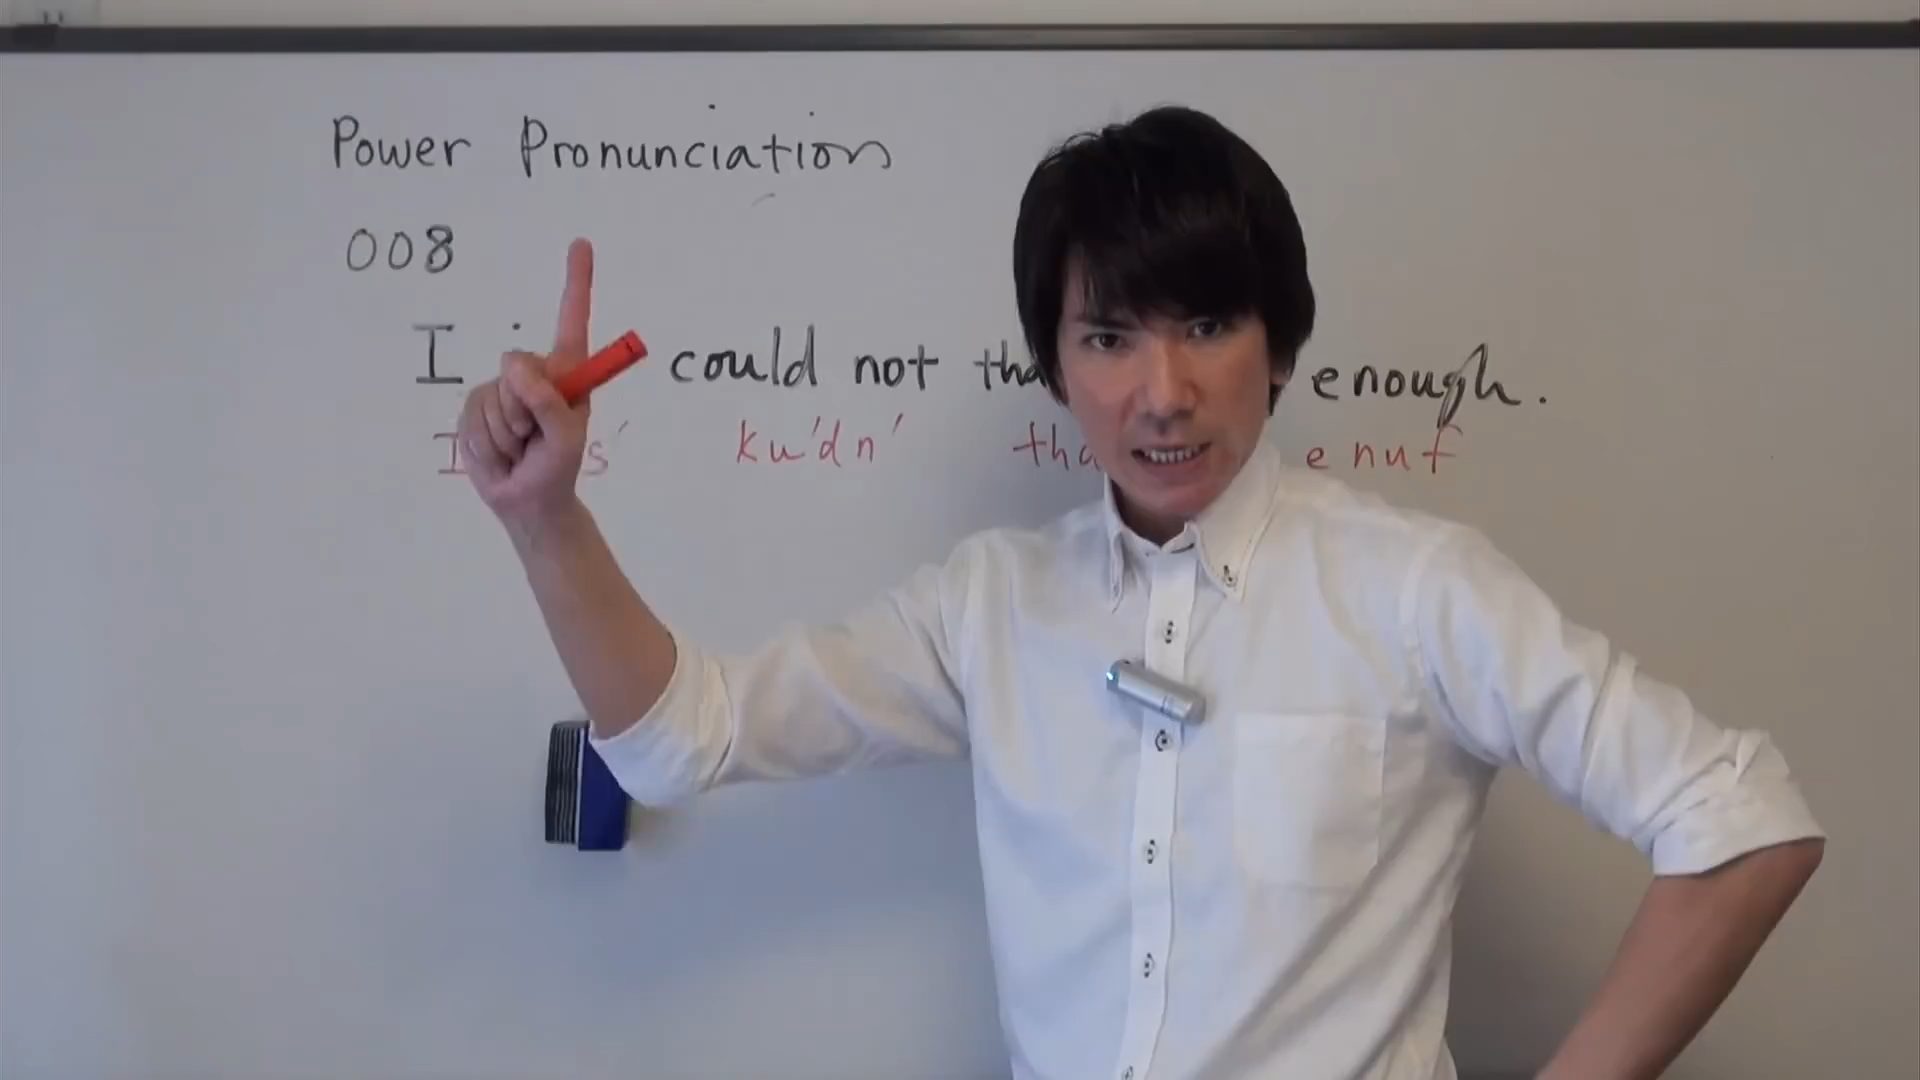 Power Pronunciation
008
I could not enough.
I ku'dn' enuf